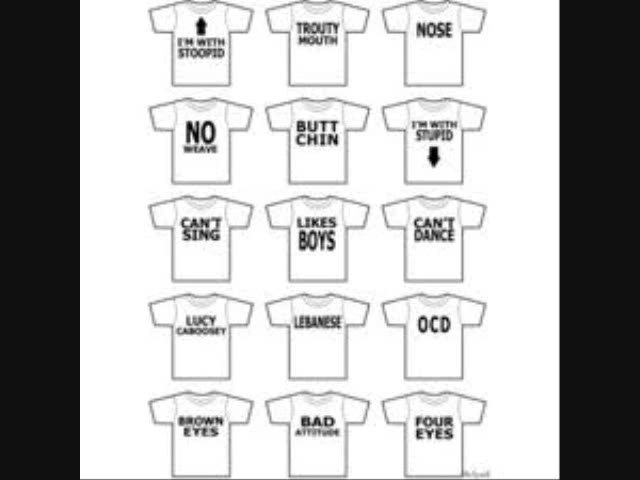 I'M WITH
STOOPID
TROUTY
MOUTH
NOSE
NO
WEAVE
BUTT
CHIN
I'M WITH
STUPID
CAN'T
SING
LIKES
BOYS
CAN'T
DANCE
LUCY
CABOOSEY
LEBANESE
OCD
BROWN
EYES
BAD
ATTITUDE
FOUR
EYES